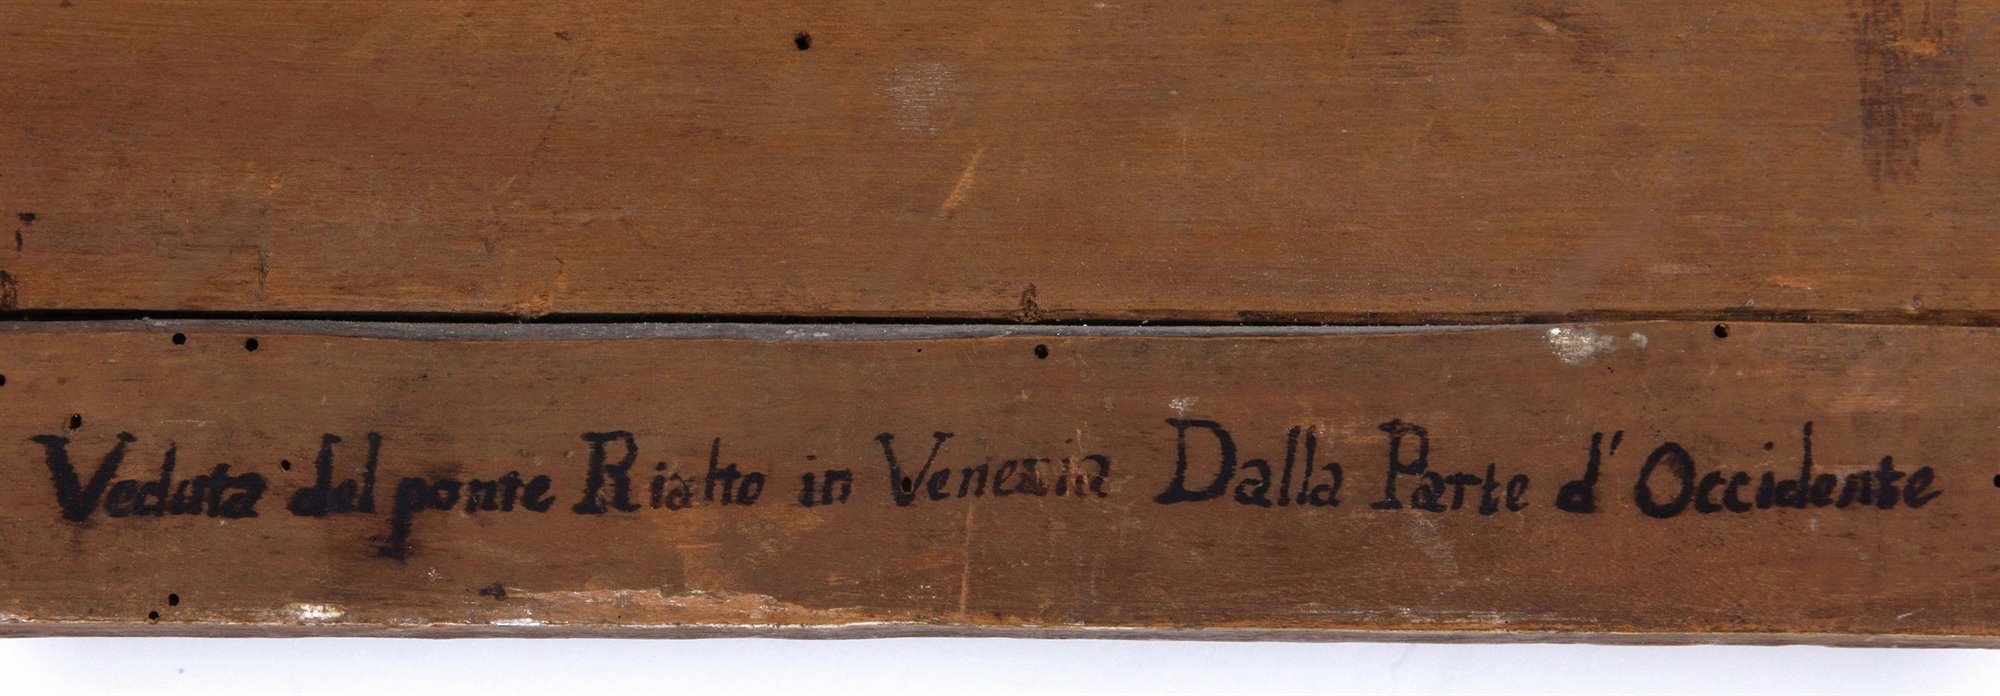 Veduta del ponte Rialto in Venezia Dalla Parte d'Occidente